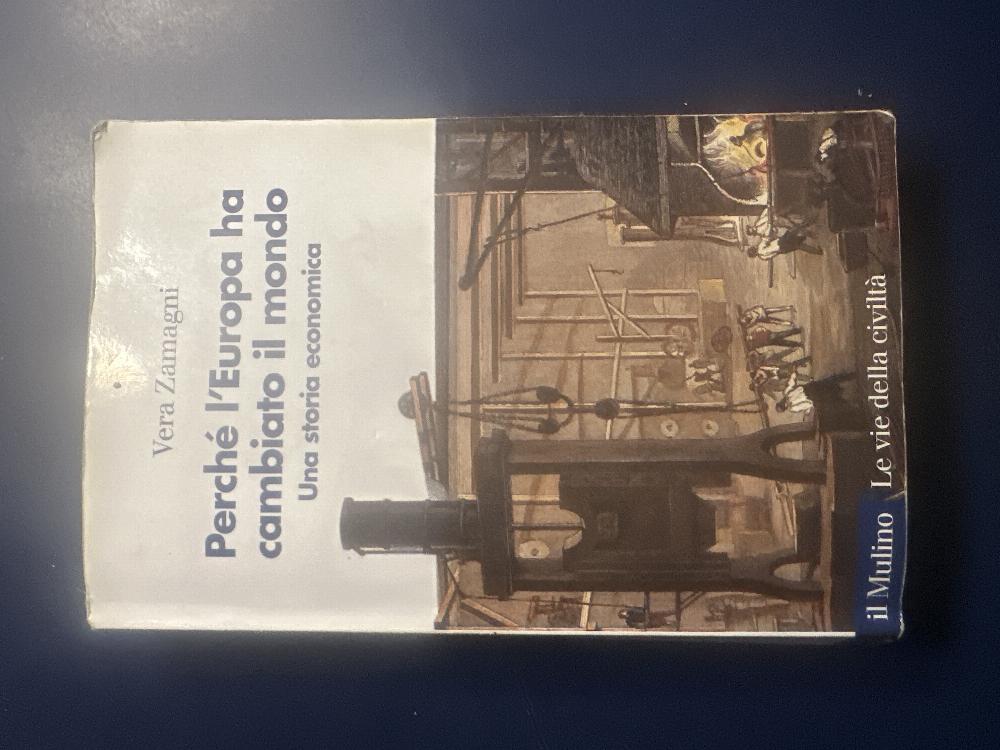 Vera Zamagni
Perché l'Europa ha
cambiato il mondo
Una storia economica
il Mulino Le vie della civiltà